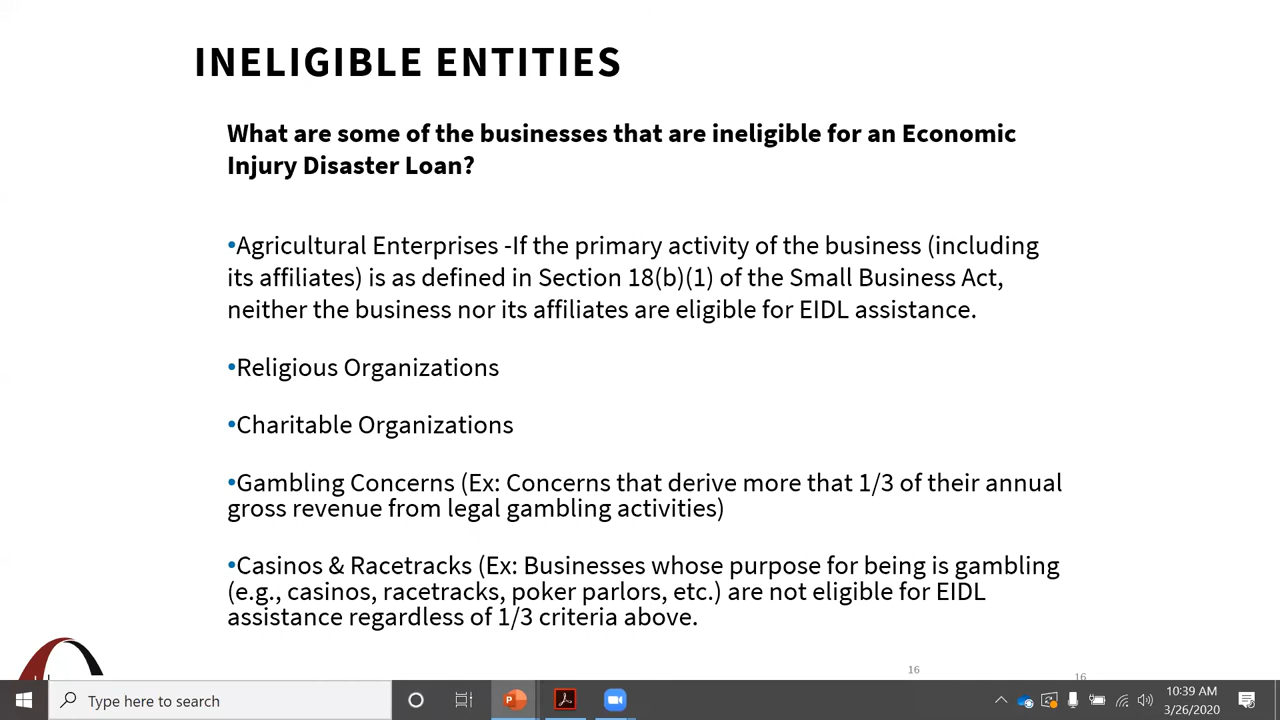 INELIGIBLE ENTITIES
What are some of the businesses that are ineligible for an Economic
Injury Disaster Loan?
•Agricultural Enterprises -If the primary activity of the business (including
its affiliates) is as defined in Section 18(b)(1) of the Small Business Act,
neither the business nor its affiliates are eligible for EIDL assistance.
•Religious Organizations
•Charitable Organizations
•Gambling Concerns (Ex: Concerns that derive more that 1/3 of their annual
gross revenue from legal gambling activities)
•Casinos & Racetracks (Ex: Businesses whose purpose for being is gambling
(e.g., casinos, racetracks, poker parlors, etc.) are not eligible for EIDL
assistance regardless of 1/3 criteria above.
16
16
Type here to search
10:39 AM
3/26/2020